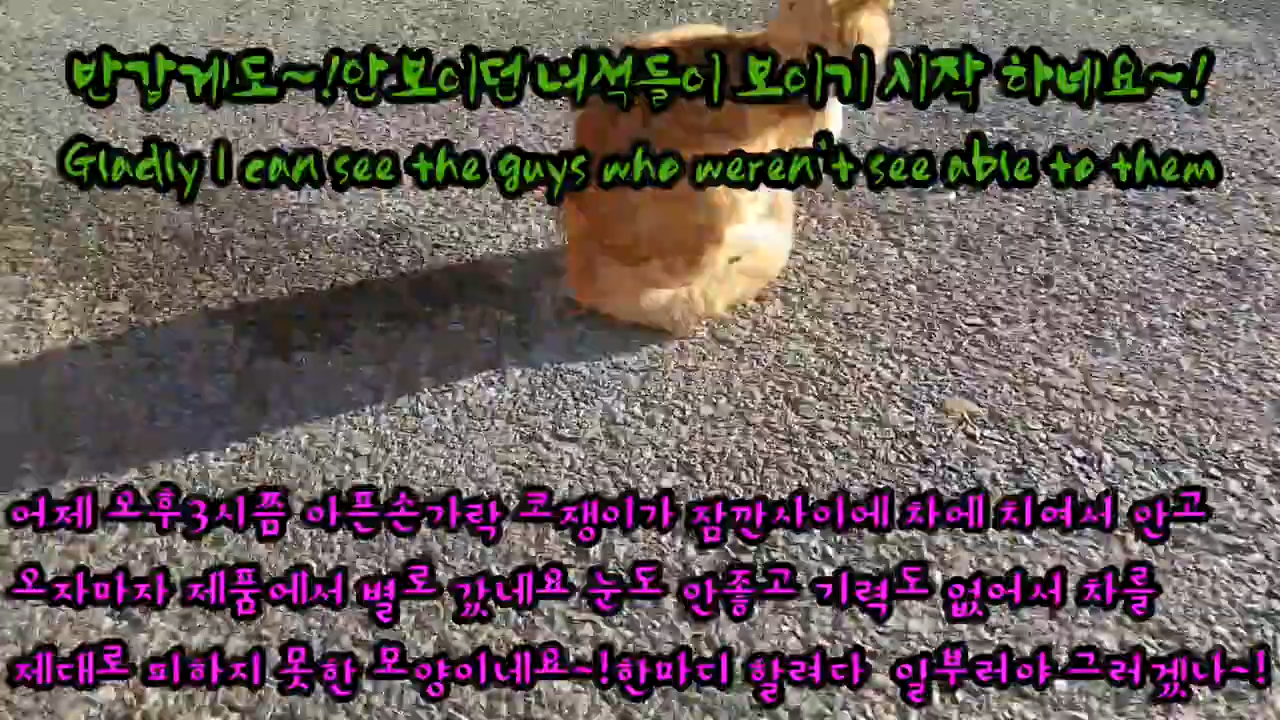 반갑게도~!안보이던 녀석들이 보이기 시작 하네요~!
Gladly I can see the guys who weren't see able to them
어제 오후3시쯤 아픈손가락 코쟁이가 잠깐사이에 차에 치여서 안고
오자마자 제품에서 별로 갔네요 눈도 안좋고 기력도 없어서 차를
제대로 피하지 못한 모양이네요~!한마디 할려다 일부러야 그러겠나~!